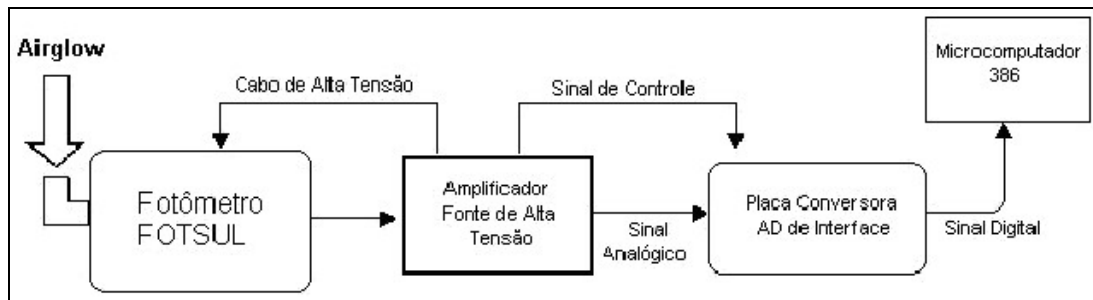 Airglow
Cabo de Alta Tensão
Sinal de Controle
Microcomputador
386
Fotômetro
FOTSUL
Amplificador
Fonte de Alta
Tensão
Sinal
Analógico
Placa Conversora
AD de Interface
Sinal Digital